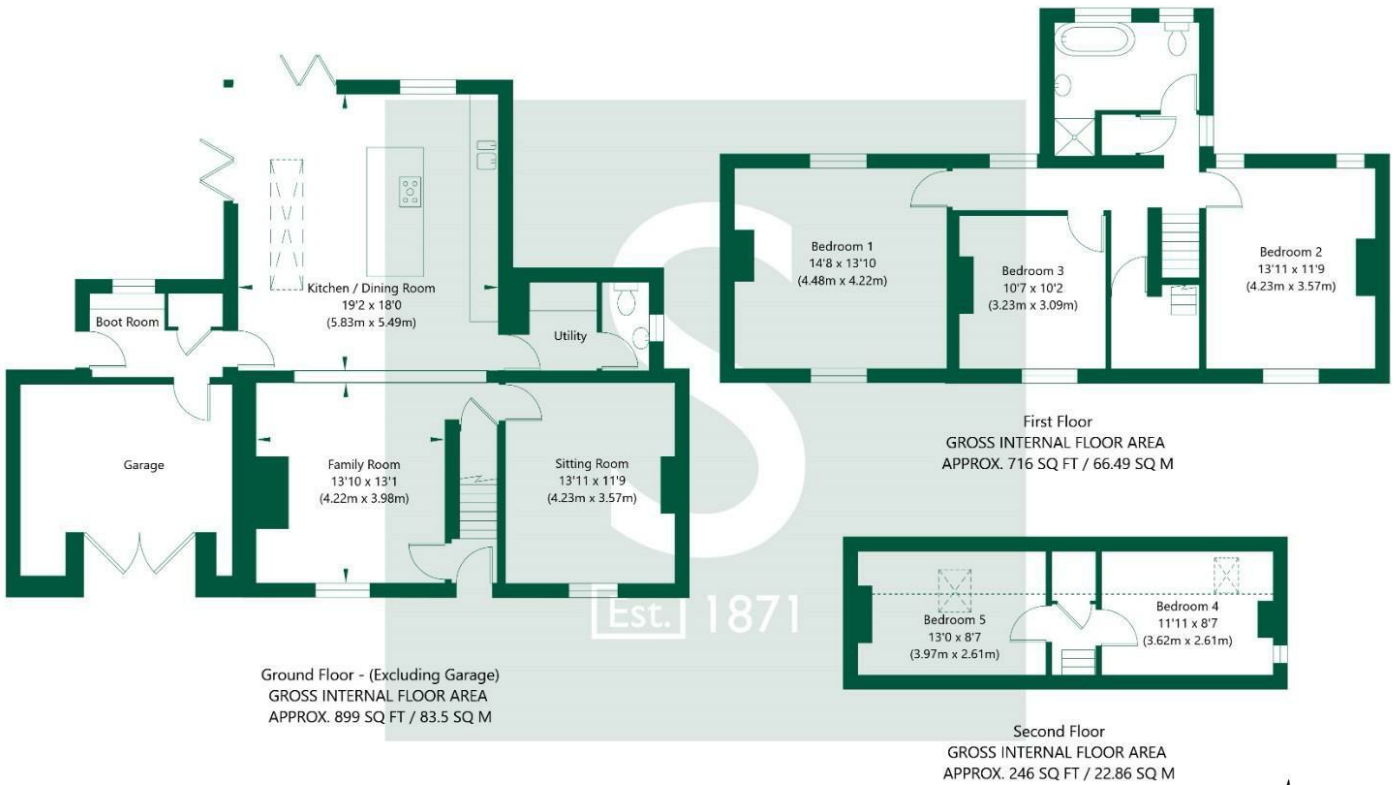 Kitchen / Dining Room
19'2 x 18'0
(5.83m x 5.49m)
Boot Room
Utility
Garage
Family Room
13'10 x 13'1
(4.22m x 3.98m)
Sitting Room
13'11 x 11'9
(4.23m x 3.57m)
Ground Floor - (Excluding Garage)
GROSS INTERNAL FLOOR AREA
APPROX. 899 SQ FT / 83.5 SQ M
Bedroom 1
14'8 x 13'10
(4.48m x 4.22m)
Bedroom 3
10'7 x 10'2
(3.23m x 3.09m)
Bedroom 2
13'11 x 11'9
(4.23m x 3.57m)
First Floor
GROSS INTERNAL FLOOR AREA
APPROX. 716 SQ FT / 66.49 SQ M
Bedroom 5
13'0 x 8'7
(3.97m x 2.61m)
Bedroom 4
11'11 x 8'7
(3.62m x 2.61m)
Second Floor
GROSS INTERNAL FLOOR AREA
APPROX. 246 SQ FT / 22.86 SQ M
S
Est. 1871